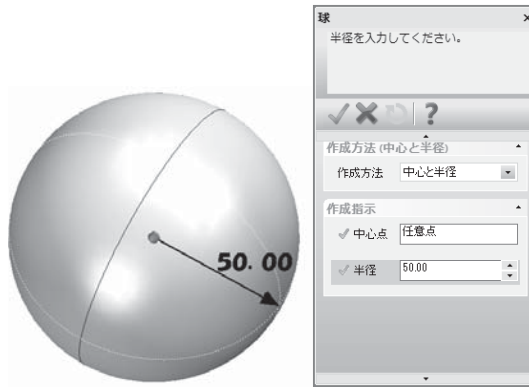 球
半径を入力してください。
作成方法 (中心と半径)
作成方法 中心と半径
作成指示
中心点 任意点
半径 50.00
50. 00